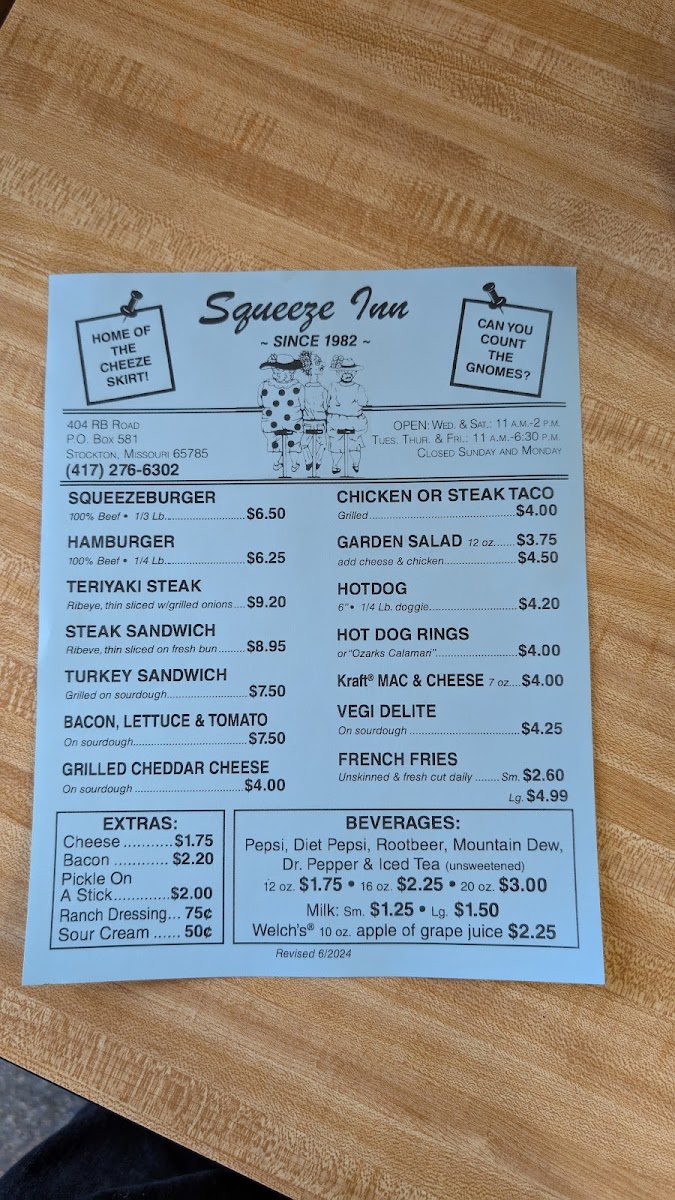 Squeeze Inn
~ SINCE 1982 ~
HOME OF
THE
CHEEZE
SKIRT!
CAN YOU
COUNT
THE
GNOMES?
404 RB ROAD
P.O. BOX 581
STOCKTON, MISSOURI 65785
(417) 276-6302
OPEN: WED. & SAT.: 11 A.M.-2 P.M.
TUES. THUR. & FRI.: 11 A.M.-6:30 P.M.
CLOSED SUNDAY AND MONDAY
SQUEEZEBURGER
100% Beef • 1/3 Lb.....................$6.50
HAMBURGER
100% Beef • 1/4 Lb.....................$6.25
TERIYAKI STEAK
Ribeye, thin sliced w/grilled onions....$9.20
STEAK SANDWICH
Ribeye, thin sliced on fresh bun.........$8.95
TURKEY SANDWICH
Grilled on sourdough.....................$7.50
BACON, LETTUCE & TOMATO
On sourdough..............................$7.50
GRILLED CHEDDAR CHEESE
On sourdough ............................$4.00
CHICKEN OR STEAK TACO
Grilled.....................................$4.00
GARDEN SALAD 12 oz......$3.75
add cheese & chicken..................$4.50
HOTDOG
6"• 1/4 Lb. doggie......................$4.20
HOT DOG RINGS
or "Ozarks Calamari".....................$4.00
Kraft® MAC & CHEESE 7 oz....$4.00
VEGI DELITE
On sourdough ............................$4.25
FRENCH FRIES
Unskinned & fresh cut daily ........Sm. $2.60
Lg. $4.99
EXTRAS:
Cheese...........$1.75
Bacon ............ $2.20
Pickle On
A Stick.............$2.00
Ranch Dressing... 75¢
Sour Cream ...... 50¢
BEVERAGES:
Pepsi, Diet Pepsi, Rootbeer, Mountain Dew,
Dr. Pepper & Iced Tea (unsweetened)
12 oz. $1.75 • 16 oz. $2.25 • 20 oz. $3.00
Milk: Sm. $1.25 • Lg. $1.50
Welch's® 10 oz. apple of grape juice $2.25
Revised 6/2024